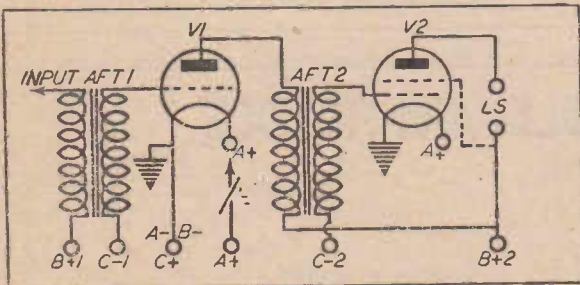 V1 V2
INPUT AFT1 AFT2 LS
A+ A+
A- B-
B+1 C-1 C+ A+ C-2 B+2